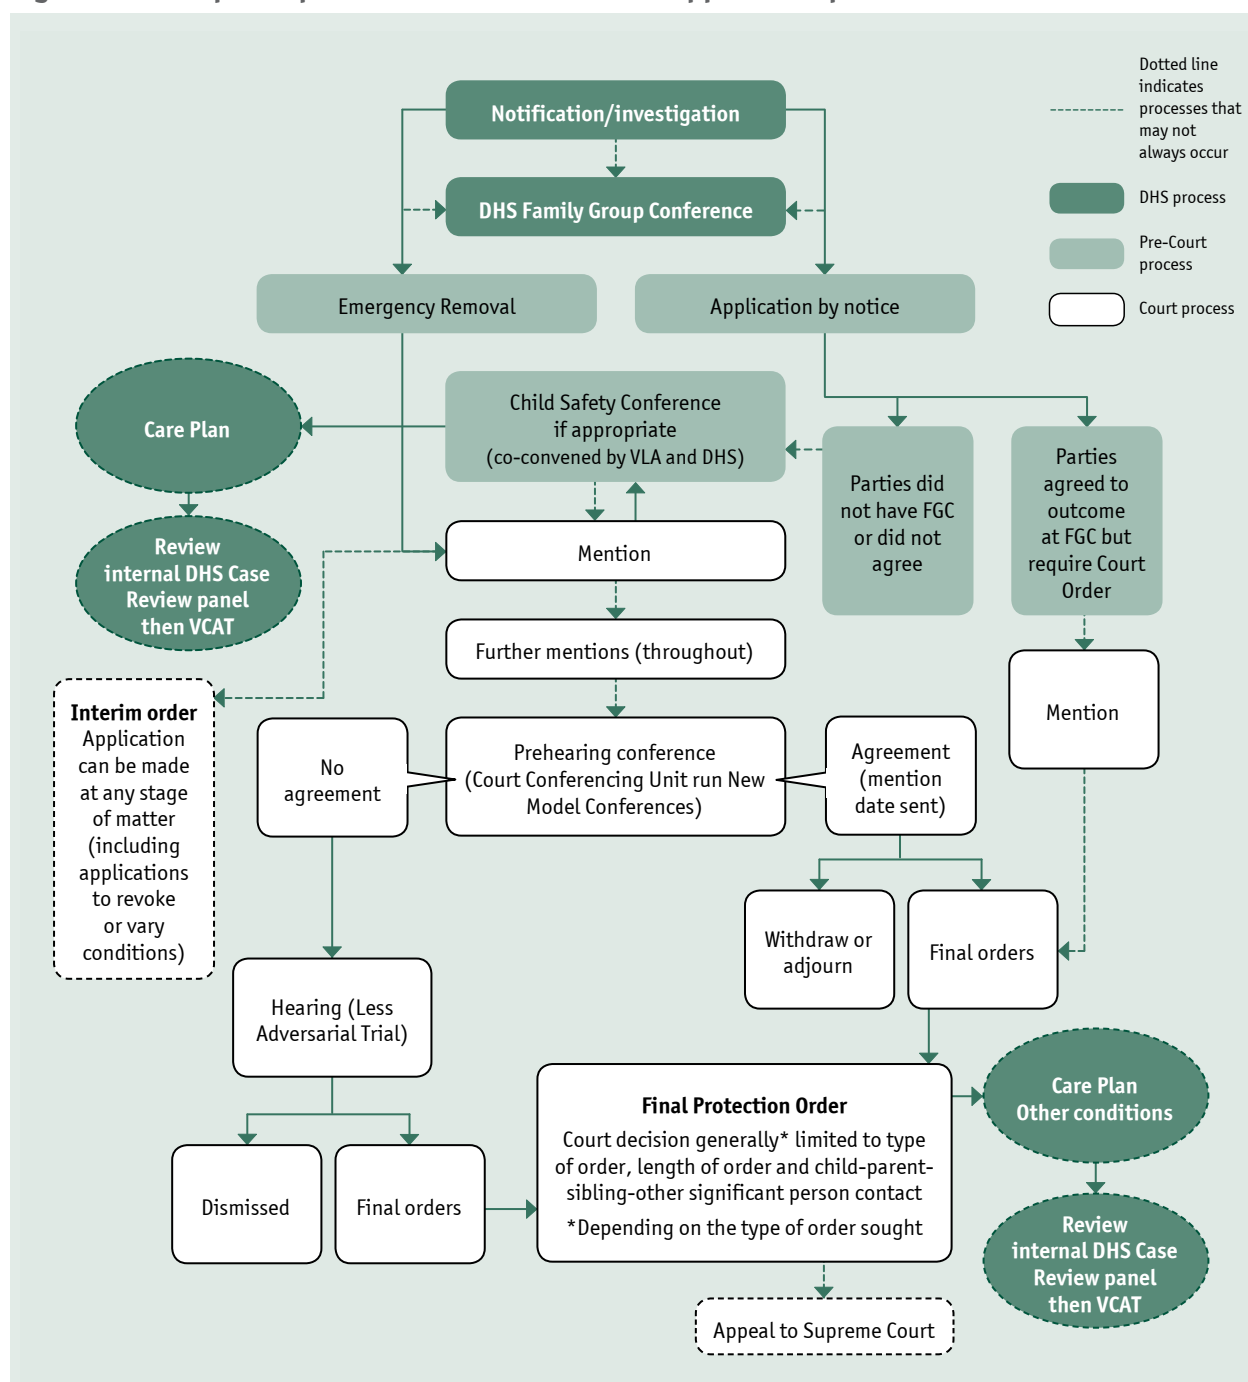 Notification/investigation
DHS Family Group Conference
Dotted line
indicates
processes that
may not
always occur
DHS process
Pre-Court
process
Court process
Emergency Removal
Application by notice
Care Plan
Child Safety Conference
if appropriate
(co-convened by VLA and DHS)
Parties did
not have FGC
or did not
agree
Parties
agreed to
outcome
at FGC but
require Court
Order
Review
internal DHS Case
Review panel
then VCAT
Mention
Further mentions (throughout)
Mention
Interim order
Application
can be made
at any stage
of matter
(including
applications
to revoke
or vary
conditions)
No
agreement
Prehearing conference
(Court Conferencing Unit run New
Model Conferences)
Agreement
(mention
date sent)
Withdraw or
adjourn
Final orders
Hearing (Less
Adversarial Trial)
Dismissed
Final orders
Final Protection Order
Court decision generally* limited to type
of order, length of order and child-parent-
sibling-other significant person contact
*Depending on the type of order sought
Care Plan
Other conditions
Review
internal DHS Case
Review panel
then VCAT
Appeal to Supreme Court